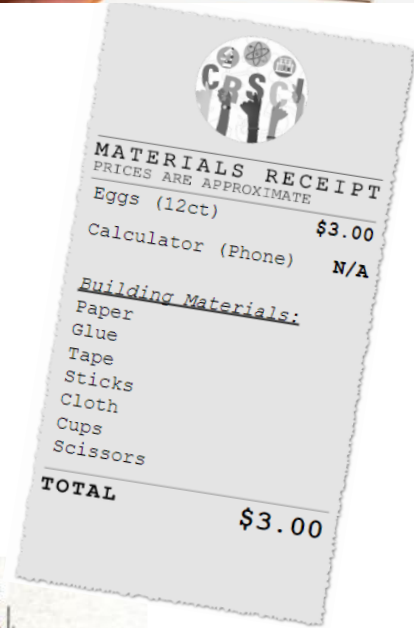 CRSCI
MATERIALS RECEIPT
PRICES ARE APPROXIMATE
Eggs (12ct) $3.00
Calculator (Phone) N/A
Building Materials:
Paper
Glue
Tape
Sticks
Cloth
Cups
Scissors
TOTAL $3.00